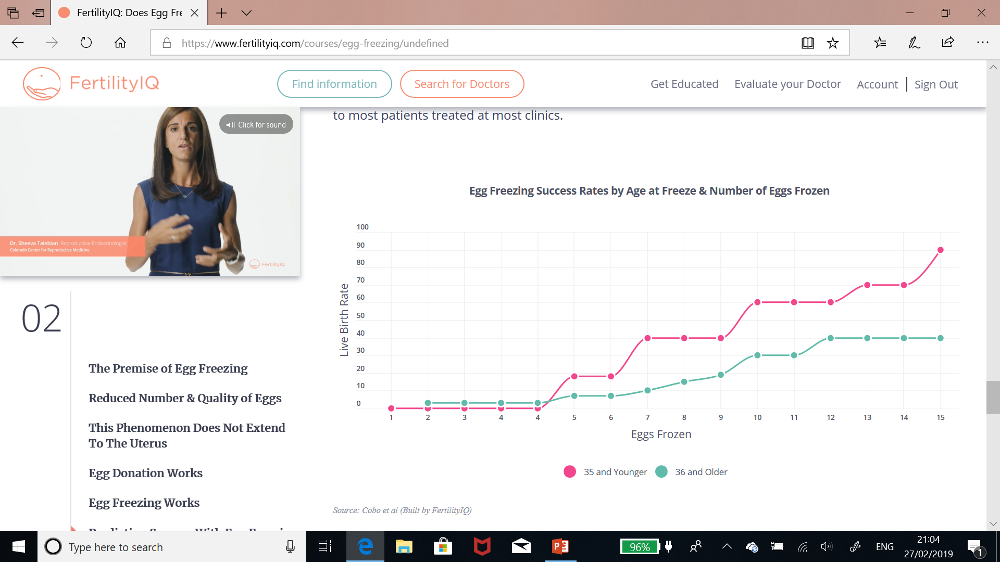 FertilityIQ: Does Egg Fre
https://www.fertilityiq.com/courses/egg-freezing/undefined
FertilityIQ
Find information
Search for Doctors
Get Educated
Evaluate your Doctor
Account
Sign Out
Click for sound
Dr. Sheeva Talebian Reproductive Endocrinologist
Colorado Center for Reproductive Medicine
FertilityIQ
to most patients treated at most clinics.
02
The Premise of Egg Freezing
Reduced Number & Quality of Eggs
This Phenomenon Does Not Extend
To The Uterus
Egg Donation Works
Egg Freezing Works
Egg Freezing Success Rates by Age at Freeze & Number of Eggs Frozen
Live Birth Rate
100
90
80
70
60
50
40
30
20
10
0
1 2 3 4 4 5 6 7 8 9 10 11 12 13 14 15
Eggs Frozen
35 and Younger
36 and Older
Source: Cobo et al (Built by FertilityIQ)
Type here to search
96%
ENG
21:04
27/02/2019
1